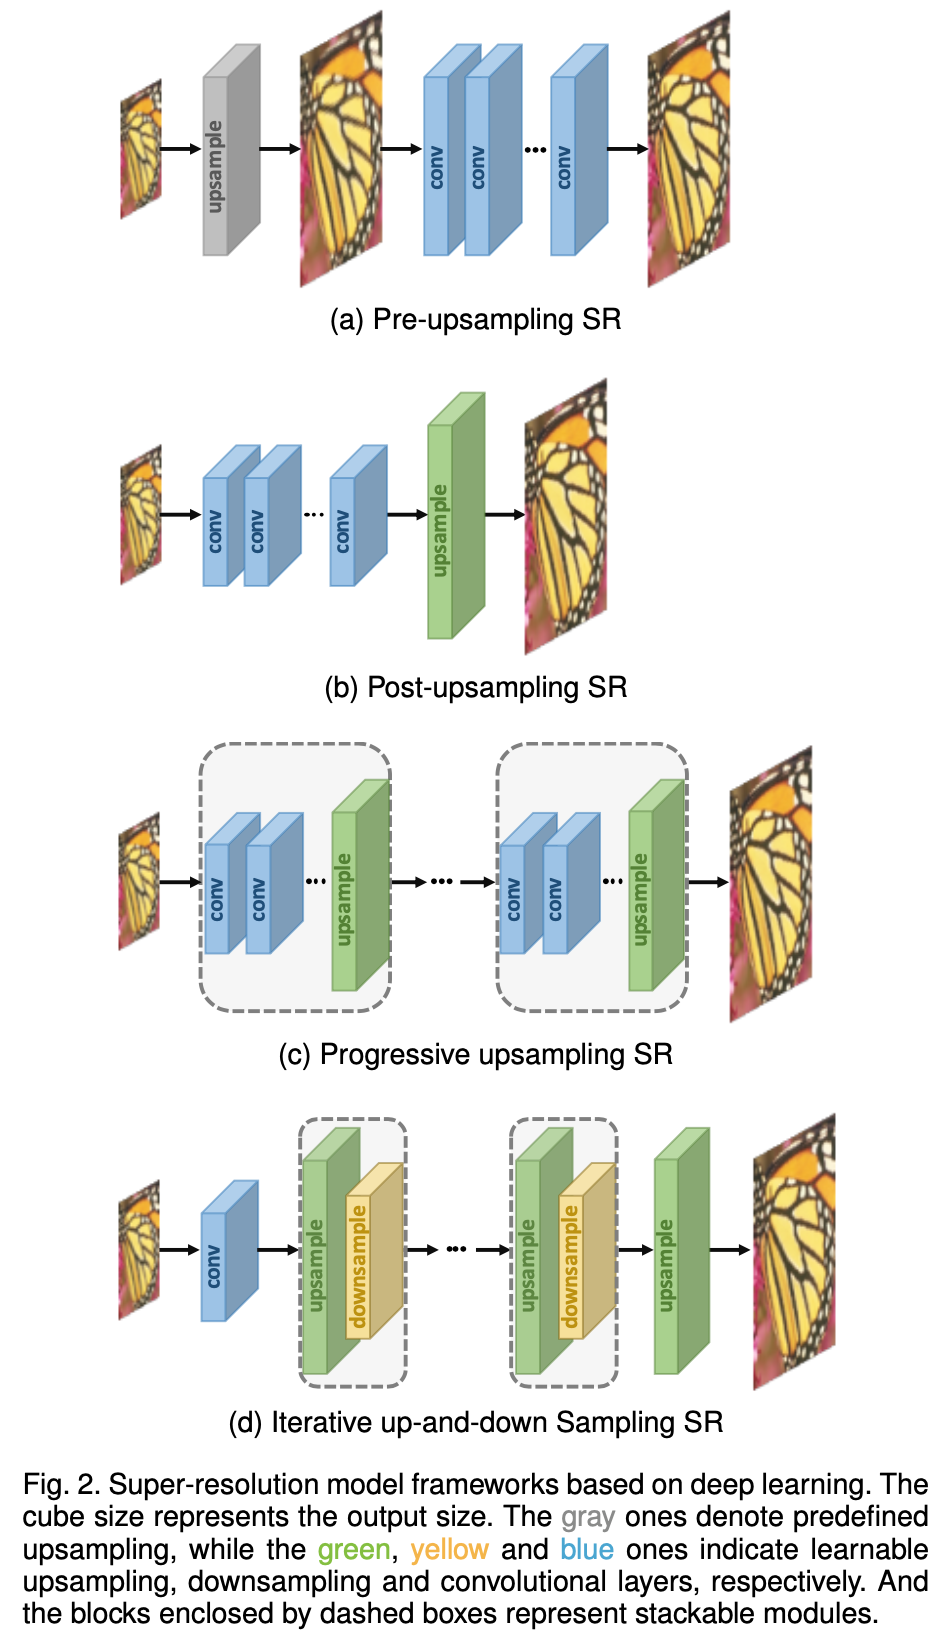 upsample
conv
conv
...
conv
(a) Pre-upsampling SR
conv
conv
...
conv
upsample
(b) Post-upsampling SR
conv
conv
...
upsample
...
conv
conv
...
upsample
(c) Progressive upsampling SR
conv
upsample
downsample
...
upsample
downsample
upsample
(d) Iterative up-and-down Sampling SR
Fig. 2. Super-resolution model frameworks based on deep learning. The
cube size represents the output size. The gray ones denote predefined
upsampling, while the green, yellow and blue ones indicate learnable
upsampling, downsampling and convolutional layers, respectively. And
the blocks enclosed by dashed boxes represent stackable modules.